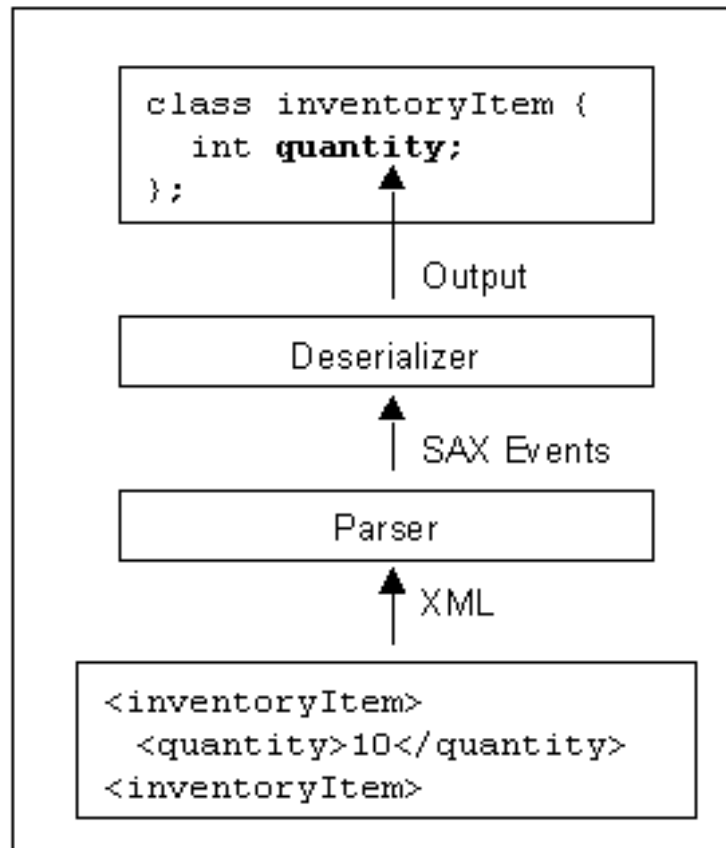 class inventoryItem {
int quantity;
};
Output
Deserializer
SAX Events
Parser
XML
<inventoryItem>
<quantity>10</quantity>
<inventoryItem>